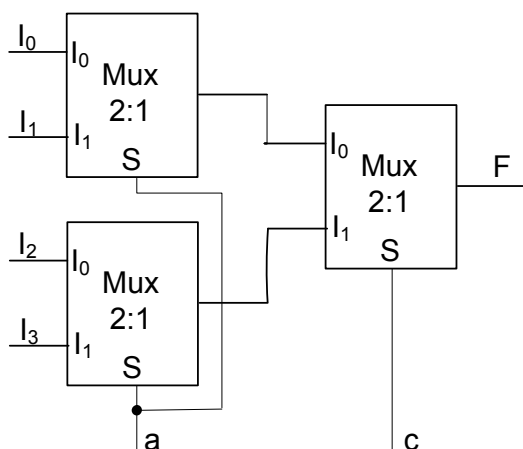 I₀
I₀
Mux
2:1
I₁
I₁
S
I₀
Mux
2:1
F
I₁
S
I₂
I₀
Mux
2:1
I₃
I₁
S
a
c